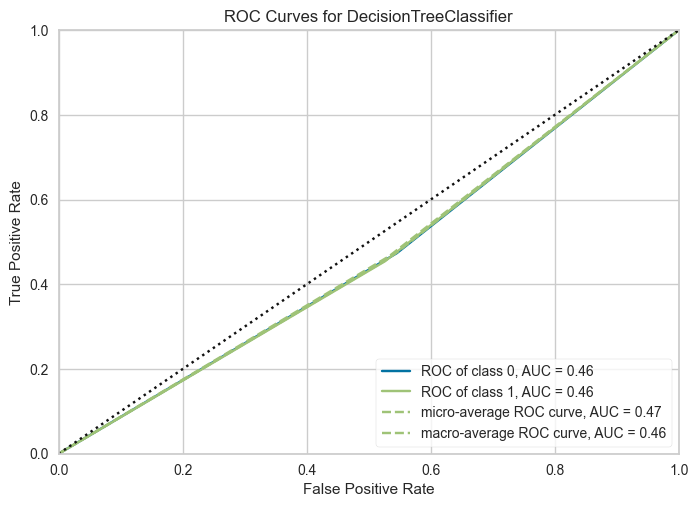 ROC Curves for DecisionTreeClassifier
1.0
0.8
0.6
0.4
0.2
0.0
True Positive Rate
ROC of class 0, AUC = 0.46
ROC of class 1, AUC = 0.46
micro-average ROC curve, AUC = 0.47
macro-average ROC curve, AUC = 0.46
0.0 0.2 0.4 0.6 0.8 1.0
False Positive Rate